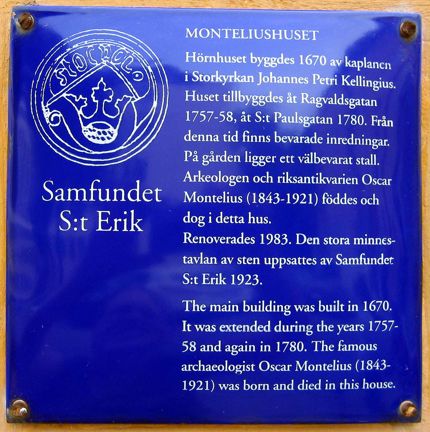 MONTELIUSHUSET
Hörnhuset byggdes 1670 av kaplanen
i Storkyrkan Johannes Petri Kellingius.
Huset tillbyggdes åt Ragvaldsgatan
1757-58, åt S:t Paulsgatan 1780. Från
denna tid finns bevarade inredningar.
På gården ligger ett välbevarat stall.
Arkeologen och riksantikvarien Oscar
Montelius (1843-1921) föddes och
dog i detta hus.
Renoverades 1983. Den stora minnes-
tavlan av sten uppsattes av Samfundet
S:t Erik 1923.
The main building was built in 1670.
It was extended during the years 1757-
58 and again in 1780. The famous
archaeologist Oscar Montelius (1843-
1921) was born and died in this house.
Samfundet
S:t Erik